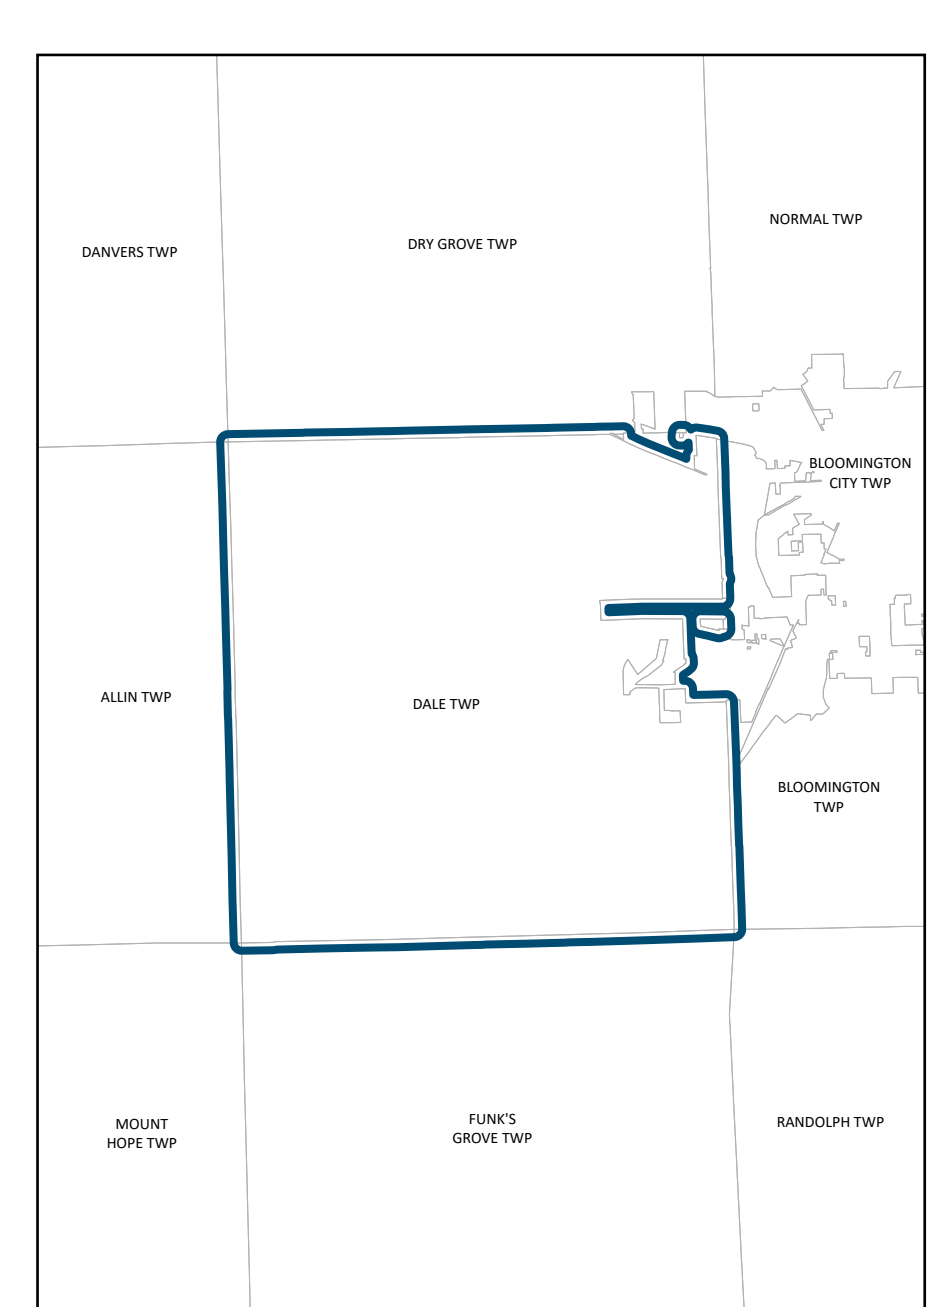 NORMAL TWP
DRY GROVE TWP
DANVERS TWP
BLOOMINGTON
CITY TWP
ALLIN TWP
DALE TWP
BLOOMINGTON
TWP
MOUNT
HOPE TWP
FUNK'S
GROVE TWP
RANDOLPH TWP